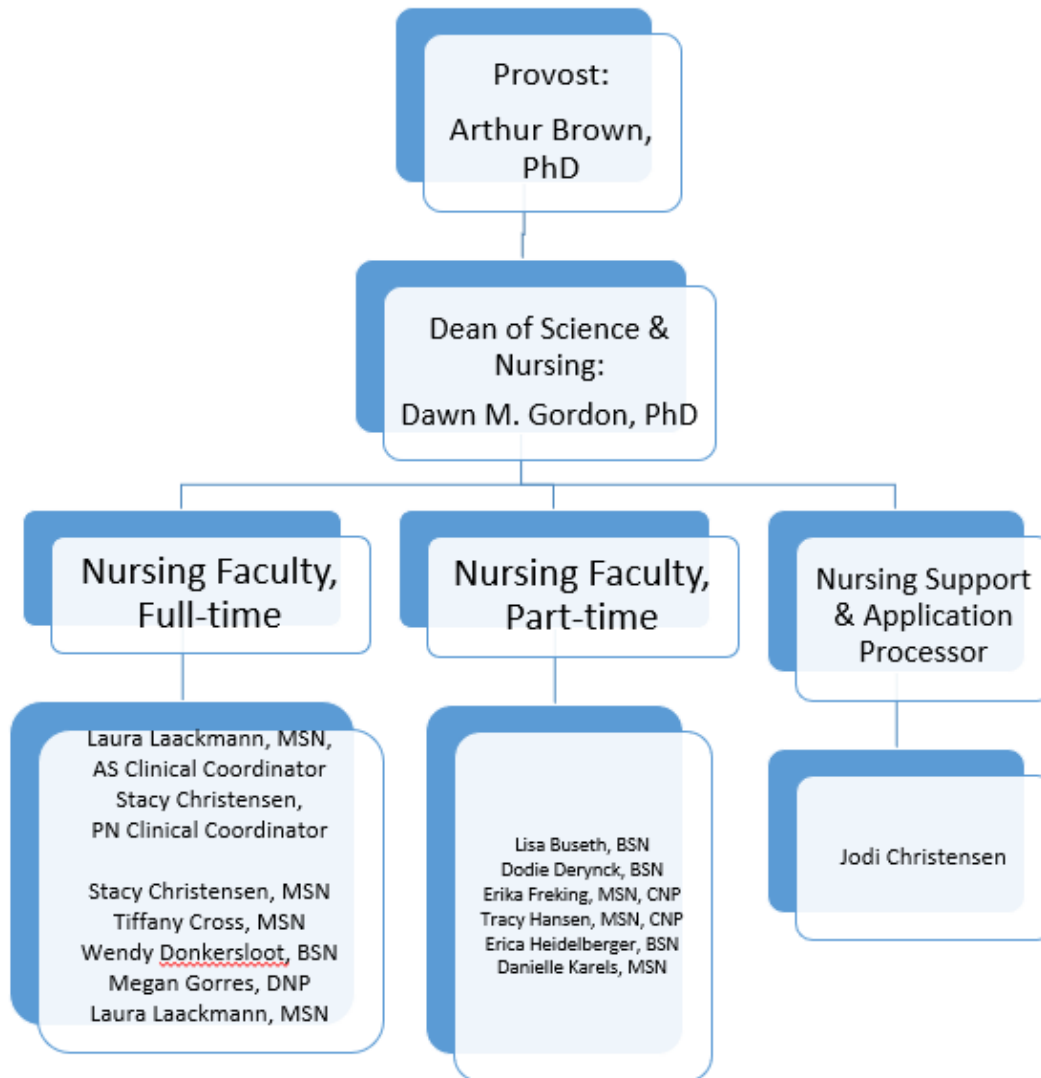 Provost:
Arthur Brown,
PhD
Dean of Science &
Nursing:
Dawn M. Gordon, PhD
Nursing Faculty,
Full-time
Nursing Faculty,
Part-time
Nursing Support
& Application
Processor
Laura Laackmann, MSN,
AS Clinical Coordinator
Stacy Christensen,
PN Clinical Coordinator
Stacy Christensen, MSN
Tiffany Cross, MSN
Wendy Donkersloot, BSN
Megan Gorres, DNP
Laura Laackmann, MSN
Lisa Buseth, BSN
Dodie Derynck, BSN
Erika Freking, MSN, CNP
Tracy Hansen, MSN, CNP
Erica Heidelberger, BSN
Danielle Karels, MSN
Jodi Christensen